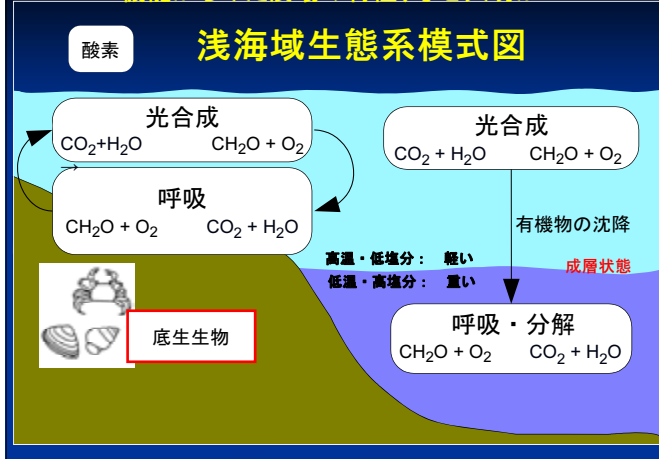 酸素
浅海域生態系模式図
光合成
CO₂+H₂O CH₂O + O₂
呼吸
CH₂O + O₂ CO₂ + H₂O
光合成
CO₂ + H₂O CH₂O + O₂
有機物の沈降
高温・低塩分： 軽い
低温・高塩分： 重い
成層状態
呼吸・分解
CH₂O + O₂ CO₂ + H₂O
底生生物